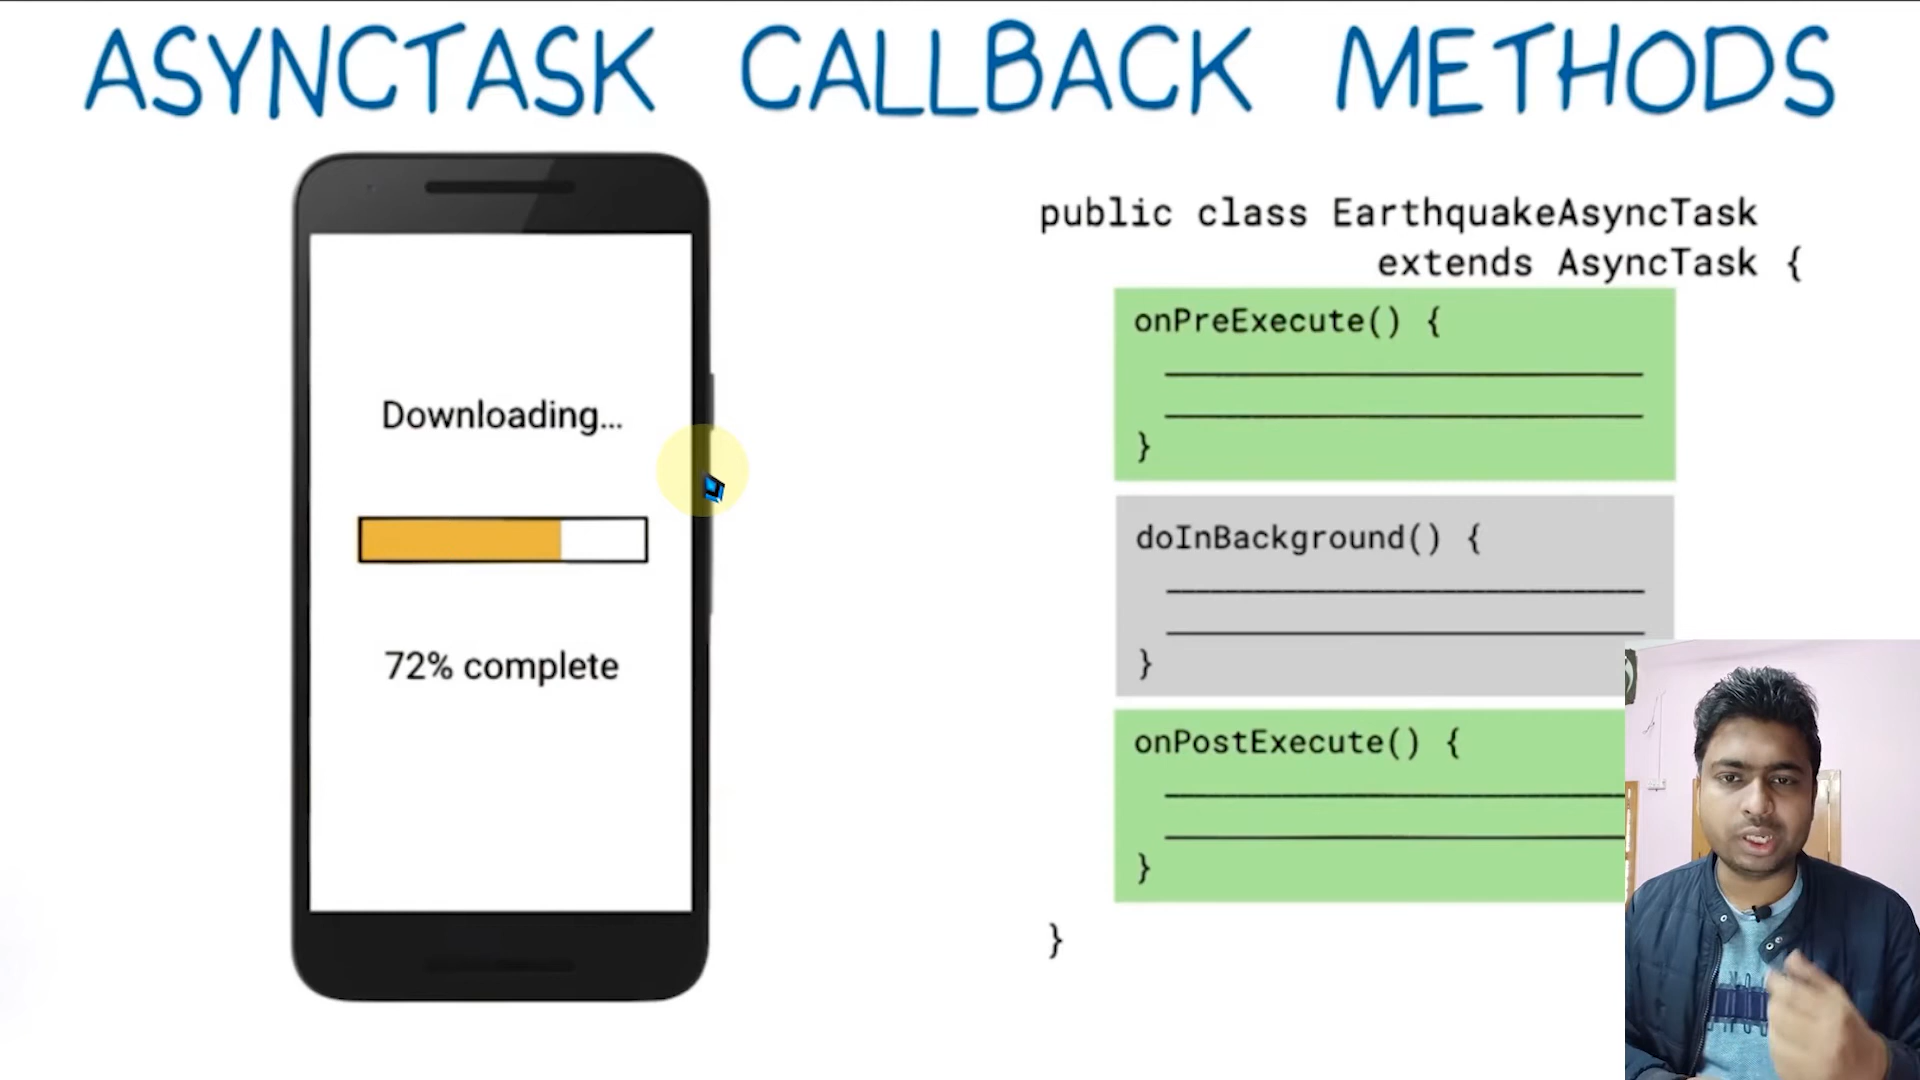 ASYNCTASK CALLBACK METHODS
Downloading...
72% complete
public class EarthquakeAsyncTask
extends AsyncTask {
onPreExecute() {
}
doInBackground() {
}
onPostExecute() {
}
}